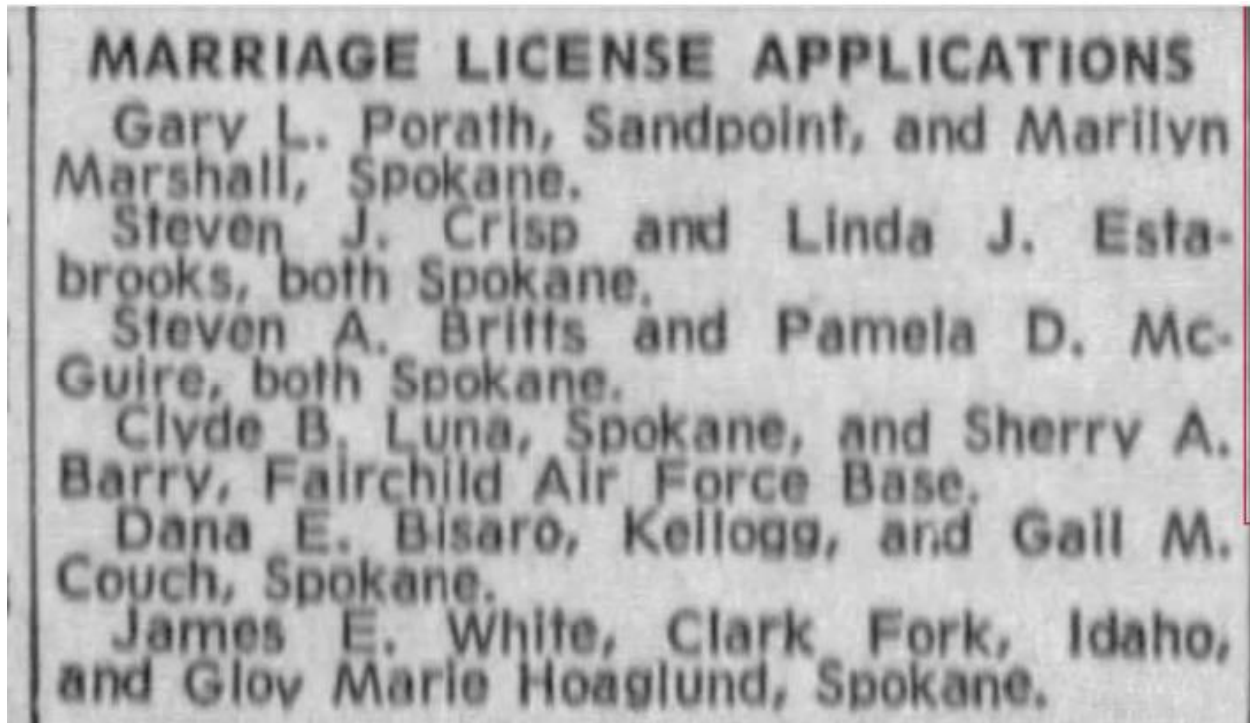 MARRIAGE LICENSE APPLICATIONS
Gary L. Porath, Sandpoint, and Marilyn
Marshall, Spokane.
Steven J. Crisp and Linda J. Esta-
brooks, both Spokane.
Steven A. Britts and Pamela D. Mc-
Guire, both Spokane.
Clyde B. Luna, Spokane, and Sherry A.
Barry, Fairchild Air Force Base.
Dana E. Bisaro, Kellogg, and Gail M.
Couch, Spokane.
James E. White, Clark Fork, Idaho,
and Gloy Marie Hoaglund, Spokane.